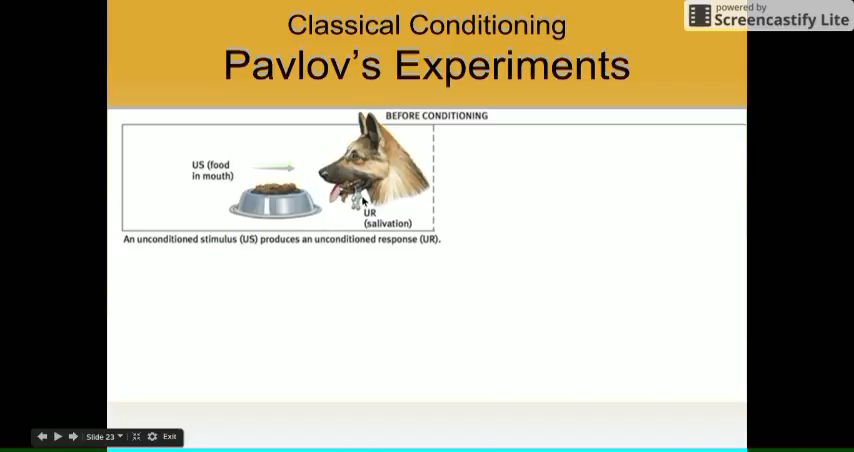 powered by
Screencastify Lite
Classical Conditioning
Pavlov's Experiments
BEFORE CONDITIONING
US (food
in mouth)
UR
(salivation)
An unconditioned stimulus (US) produces an unconditioned response (UR).
Slide 23
Exit